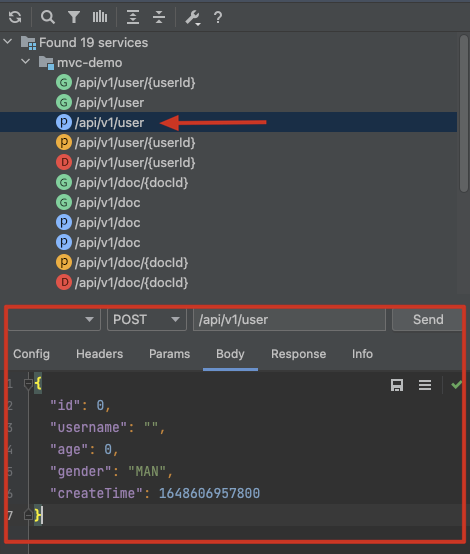 Found 19 services
mvc-demo
G /api/v1/user/{userId}
G /api/v1/user
P /api/v1/user
P /api/v1/user/{userId}
D /api/v1/user/{userId}
G /api/v1/doc/{docId}
G /api/v1/doc
P /api/v1/doc
P /api/v1/doc
P /api/v1/doc/{docId}
D /api/v1/doc/{docId}
POST /api/v1/user Send
Config Headers Params Body Response Info
1 {
2 "id": 0,
3 "username": "",
4 "age": 0,
5 "gender": "MAN",
6 "createTime": 1648606957800
7 }